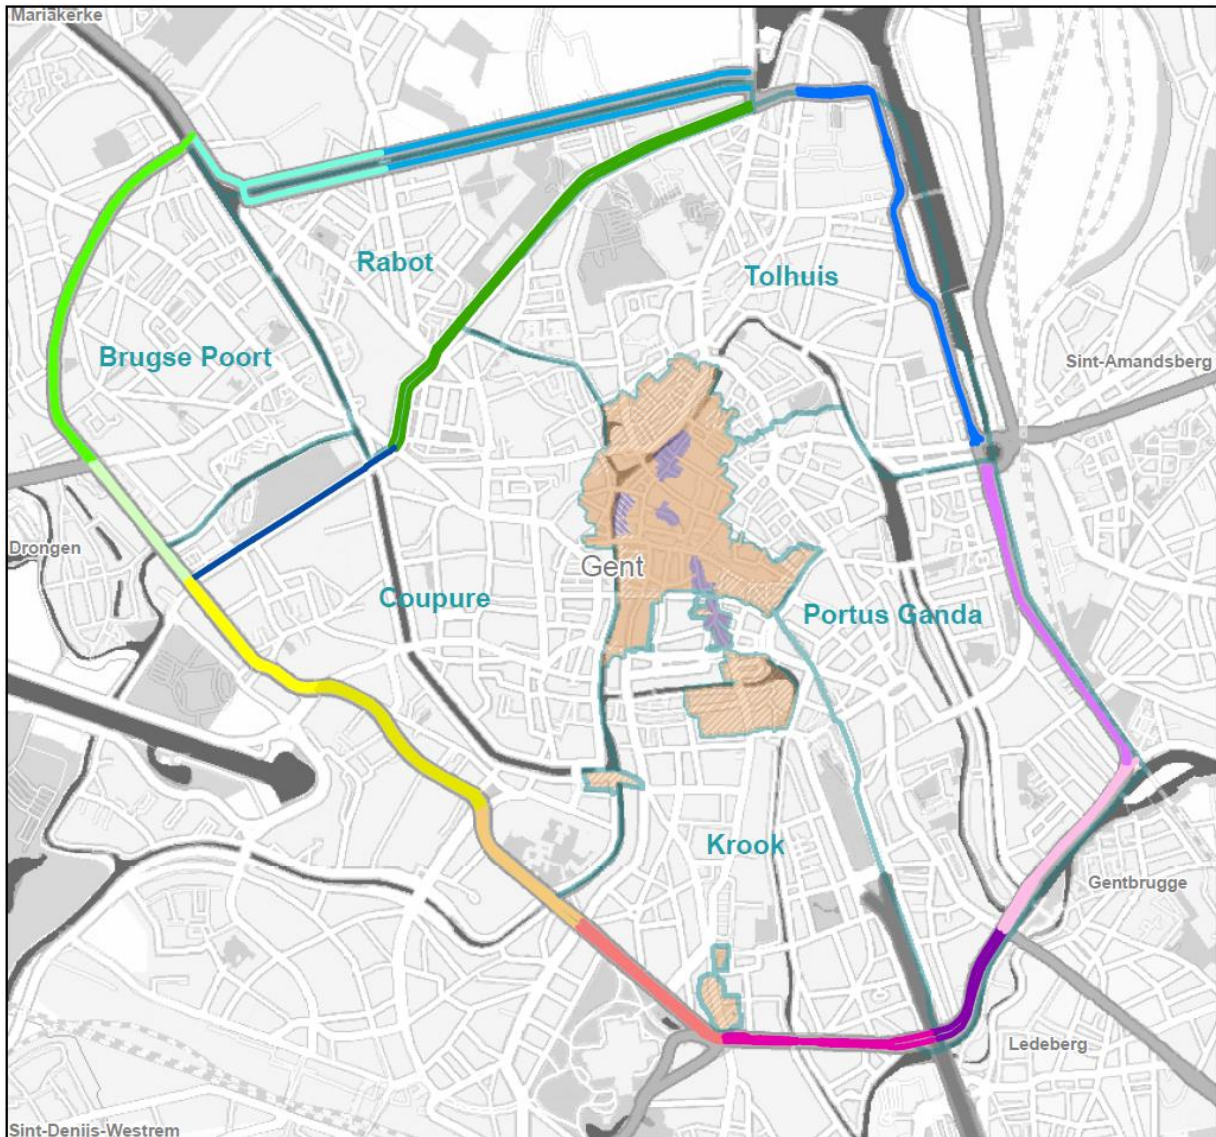 Mariakerke
Rabot
Tolhuis
Brugse Poort
Sint-Amandsberg
Drongen
Gent
Coupure
Portus Ganda
Krook
Gentbrugge
Ledeberg
Sint-Denijs-Westrem